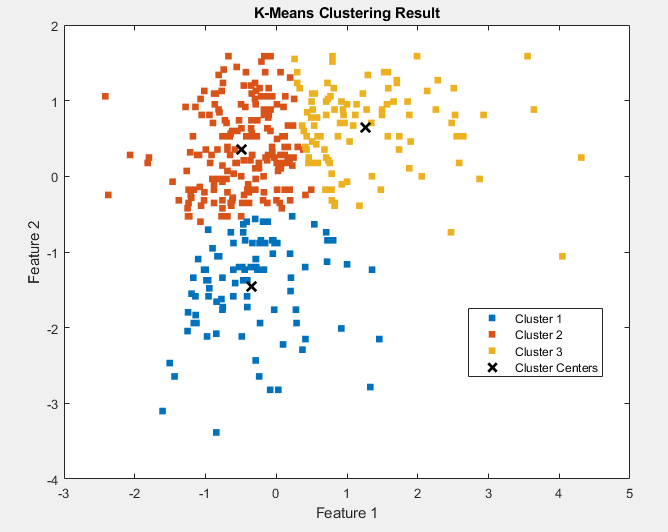 K-Means Clustering Result
2
1
0
-1
-2
-3
-4
Feature 2
Cluster 1
Cluster 2
Cluster 3
Cluster Centers
-3
-2
-1
0
1
2
3
4
5
Feature 1